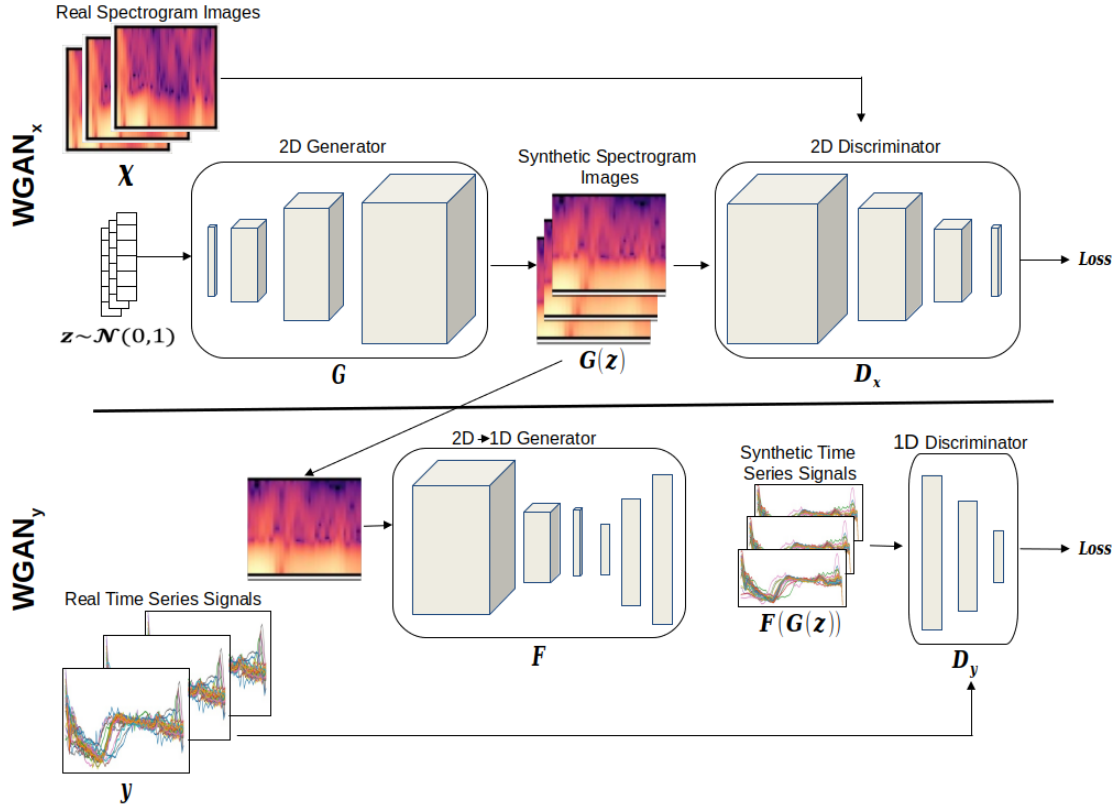 Real Spectrogram Images
WGANx
χ
2D Generator
Synthetic Spectrogram
Images
2D Discriminator
z~𝒩(0,1)
G
G(z)
Dx
Loss
WGANy
2D→1D Generator
Synthetic Time
Series Signals
1D Discriminator
Real Time Series Signals
F
F(G(z))
Dy
Loss
y